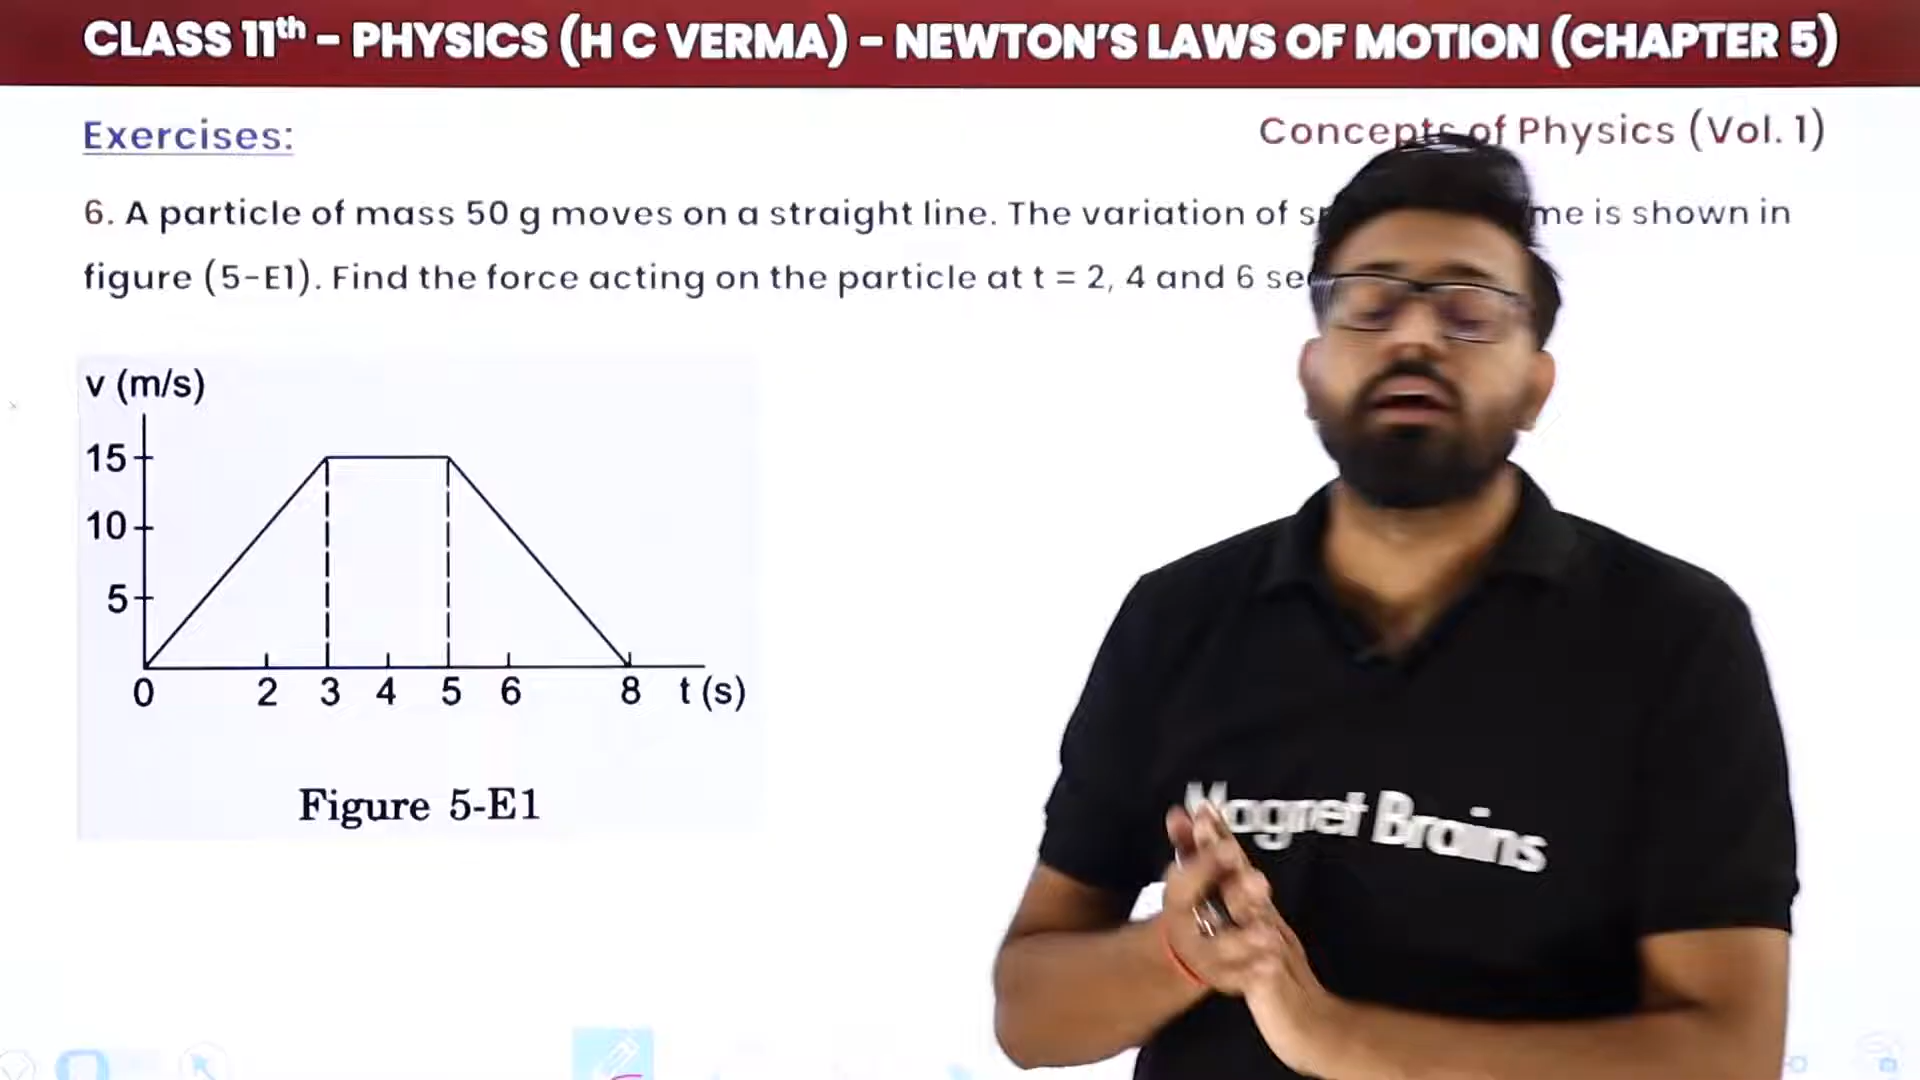 CLASS 11th - PHYSICS (H C VERMA) - NEWTON'S LAWS OF MOTION (CHAPTER 5)
Exercises:
Concepts of Physics (Vol. 1)
6. A particle of mass 50 g moves on a straight line. The variation of is shown in
figure (5-E1). Find the force acting on the particle at t = 2, 4 and 6
v (m/s)
15
10
5
0 2 3 4 5 6 8 t (s)
Figure 5-E1
Magnet Brains